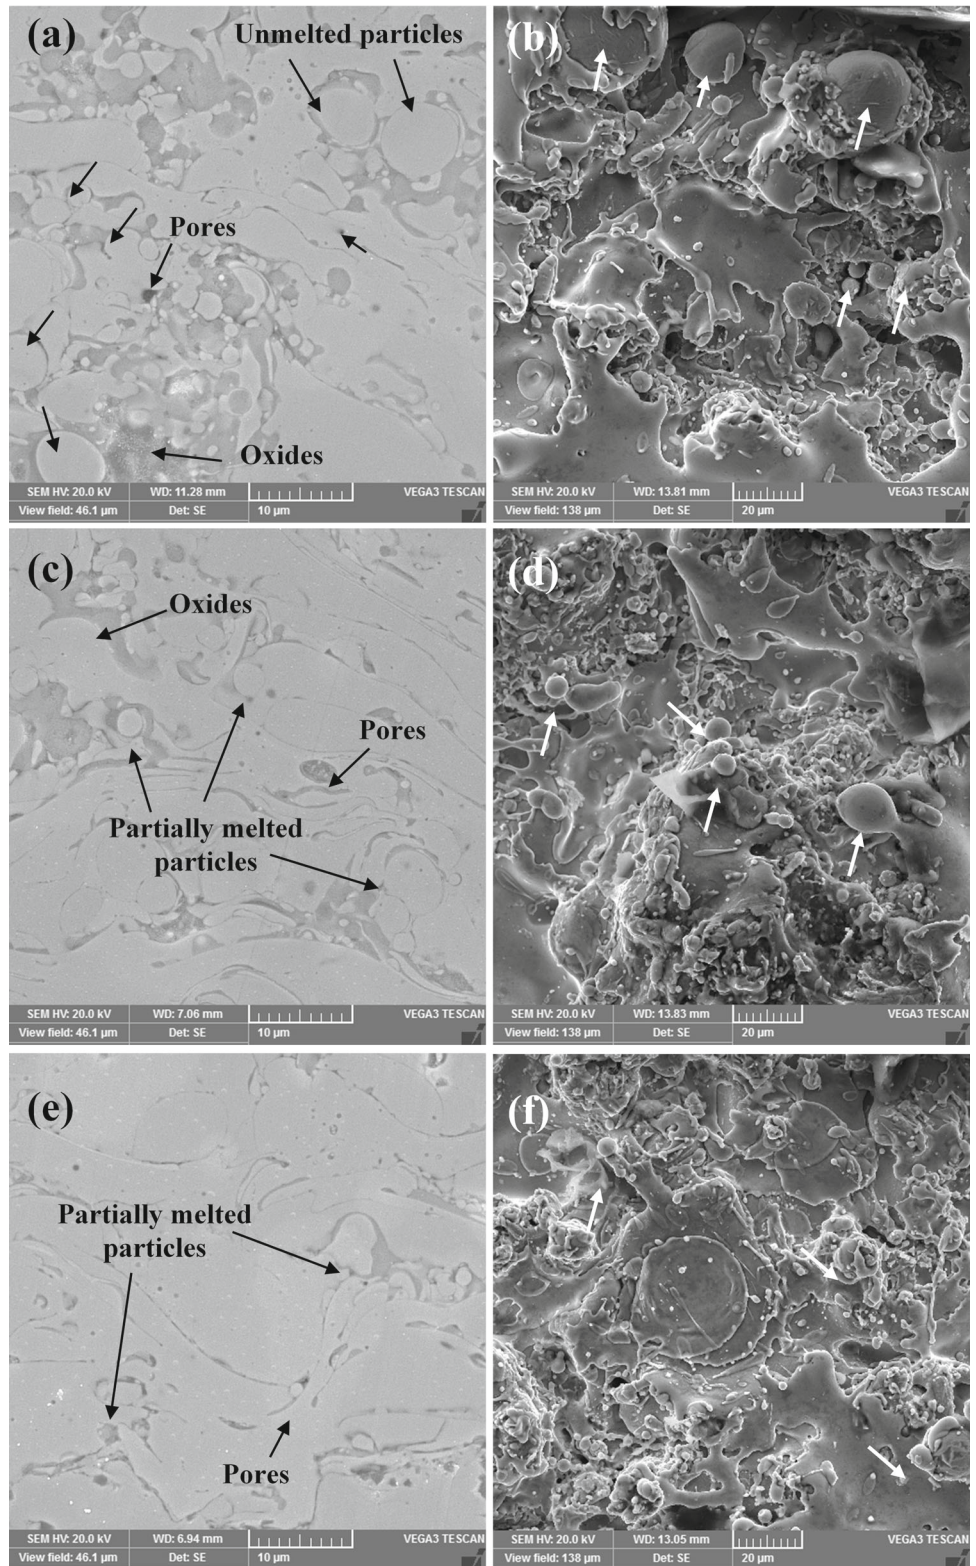 (a)
Unmelted particles
Pores
Oxides
SEM HV: 20.0 kV WD: 11.28 mm VEGA3 TESCAN
View field: 46.1 µm Det: SE 10 µm
(b)
SEM HV: 20.0 kV WD: 13.81 mm VEGA3 TESCAN
View field: 138 µm Det: SE 20 µm
(c)
Oxides
Pores
Partially melted
particles
SEM HV: 20.0 kV WD: 7.06 mm VEGA3 TESCAN
View field: 46.1 µm Det: SE 10 µm
(d)
SEM HV: 20.0 kV WD: 13.83 mm VEGA3 TESCAN
View field: 138 µm Det: SE 20 µm
(e)
Partially melted
particles
Pores
SEM HV: 20.0 kV WD: 6.94 mm VEGA3 TESCAN
View field: 46.1 µm Det: SE 10 µm
(f)
SEM HV: 20.0 kV WD: 13.05 mm VEGA3 TESCAN
View field: 138 µm Det: SE 20 µm